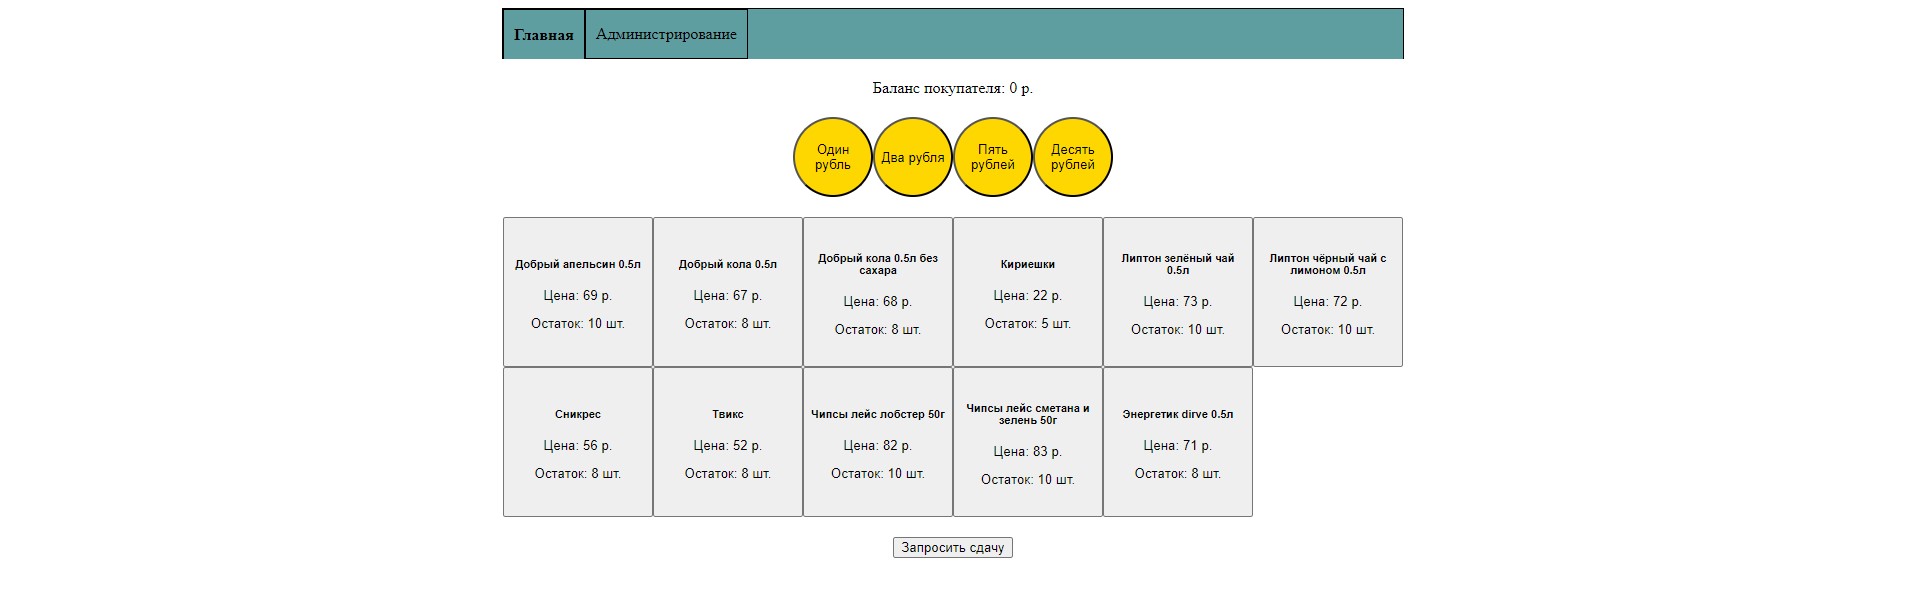 Главная
Администрирование
Баланс покупателя: 0 р.
Один
рубль
Два рубля
Пять
рублей
Десять
рублей
Добрый апельсин 0.5л
Цена: 69 р.
Остаток: 10 шт.
Добрый кола 0.5л
Цена: 67 р.
Остаток: 8 шт.
Добрый кола 0.5л без
сахара
Цена: 68 р.
Остаток: 8 шт.
Кириешки
Цена: 22 р.
Остаток: 5 шт.
Липтон зелёный чай
0.5л
Цена: 73 р.
Остаток: 10 шт.
Липтон чёрный чай с
лимоном 0.5л
Цена: 72 р.
Остаток: 10 шт.
Сникрес
Цена: 56 р.
Остаток: 8 шт.
Твикс
Цена: 52 р.
Остаток: 8 шт.
Чипсы лейс лобстер 50г
Цена: 82 р.
Остаток: 10 шт.
Чипсы лейс сметана и
зелень 50г
Цена: 83 р.
Остаток: 10 шт.
Энергетик dirve 0.5л
Цена: 71 р.
Остаток: 8 шт.
Запросить сдачу